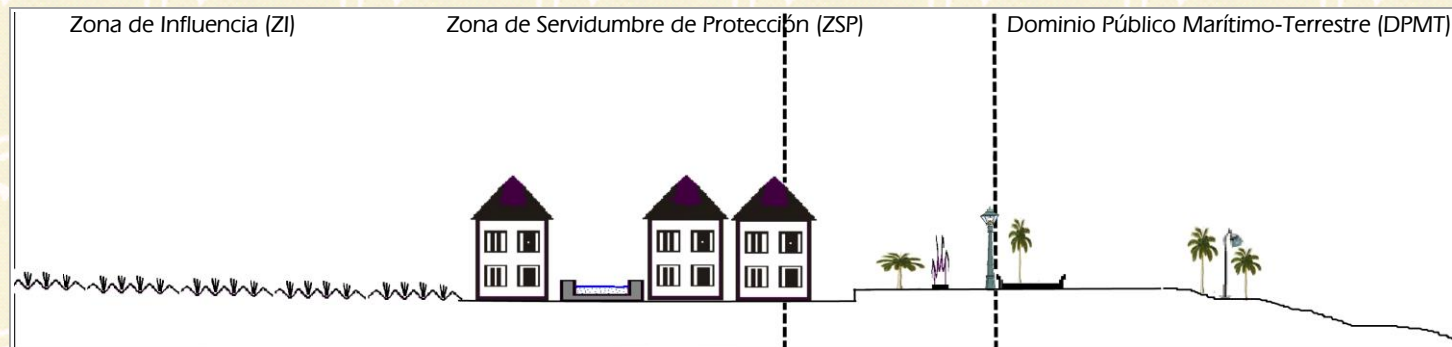 Zona de Influencia (ZI) Zona de Servidumbre de Protección (ZSP) Dominio Público Marítimo-Terrestre (DPMT)